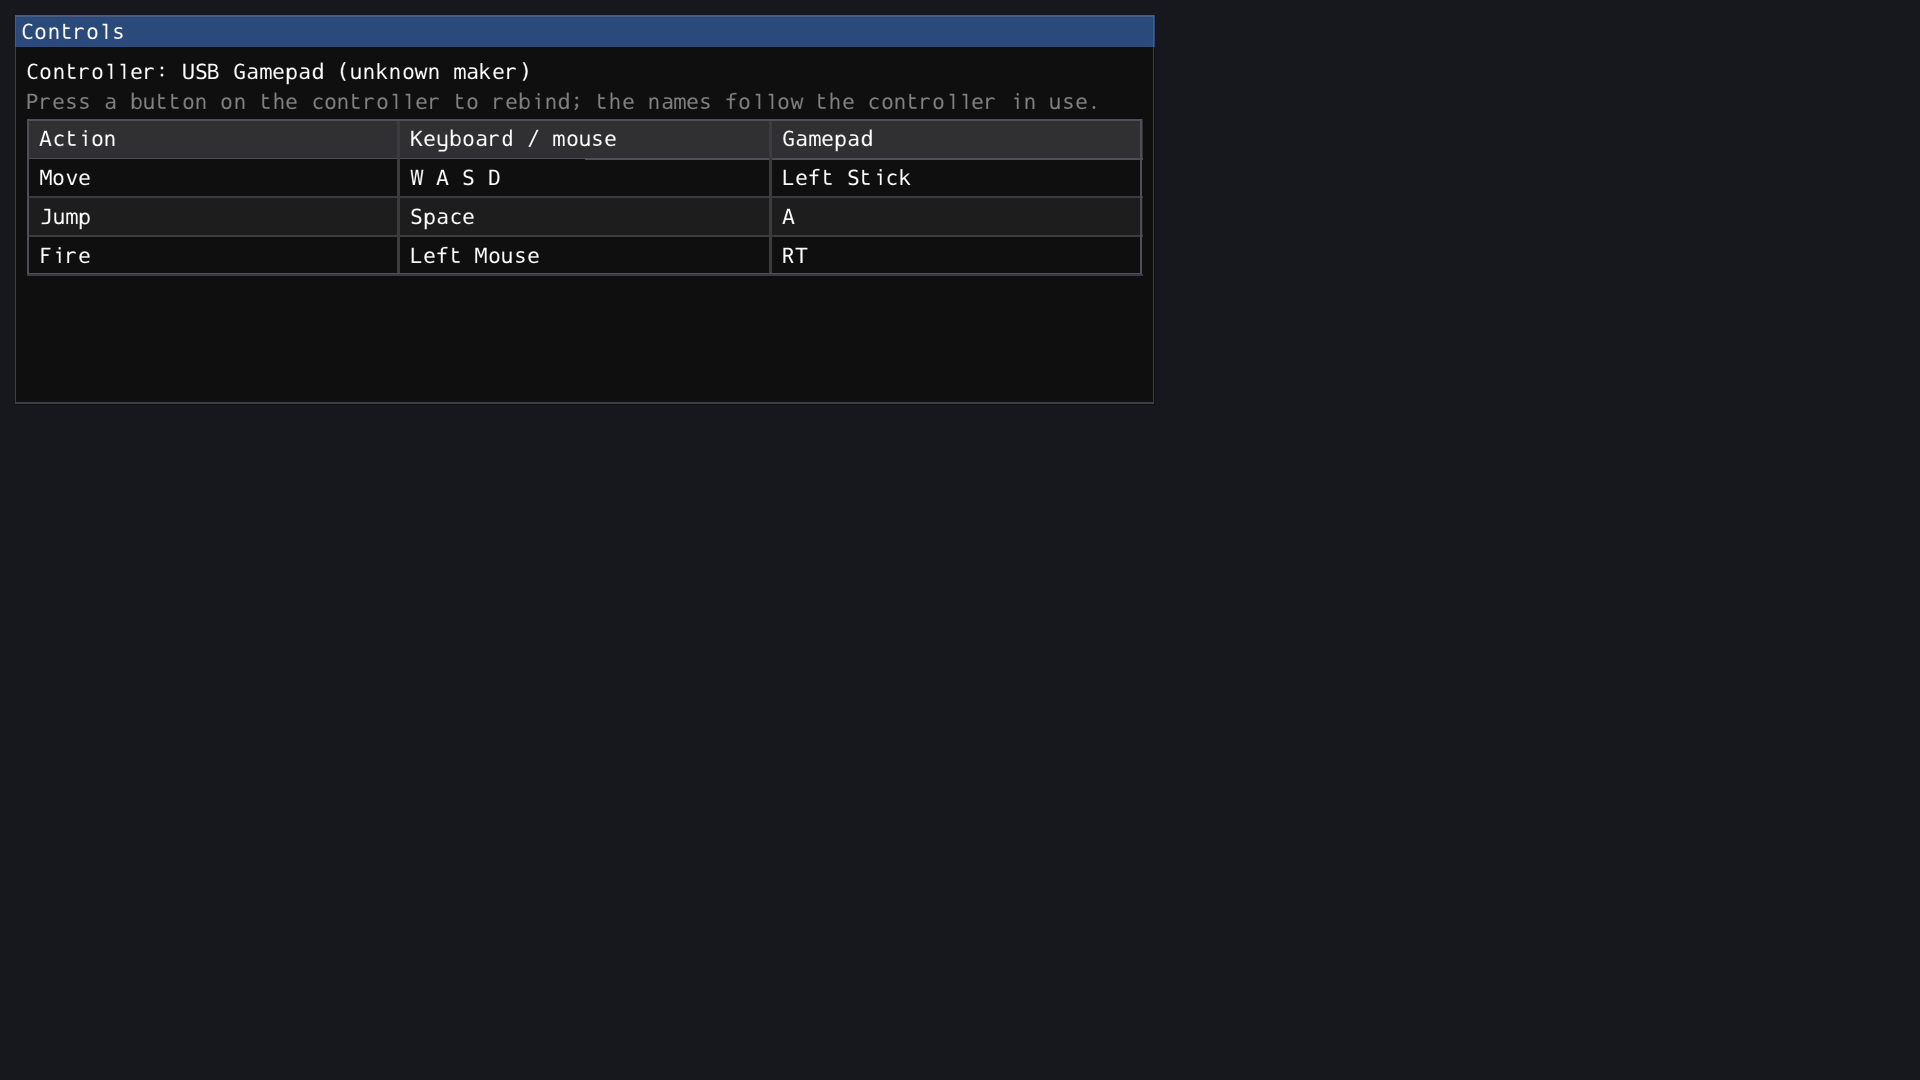 Controls
Controller: USB Gamepad (unknown maker)
Press a button on the controller to rebind; the names follow the controller in use.
Action Keyboard / mouse Gamepad
Move W A S D Left Stick
Jump Space A
Fire Left Mouse RT